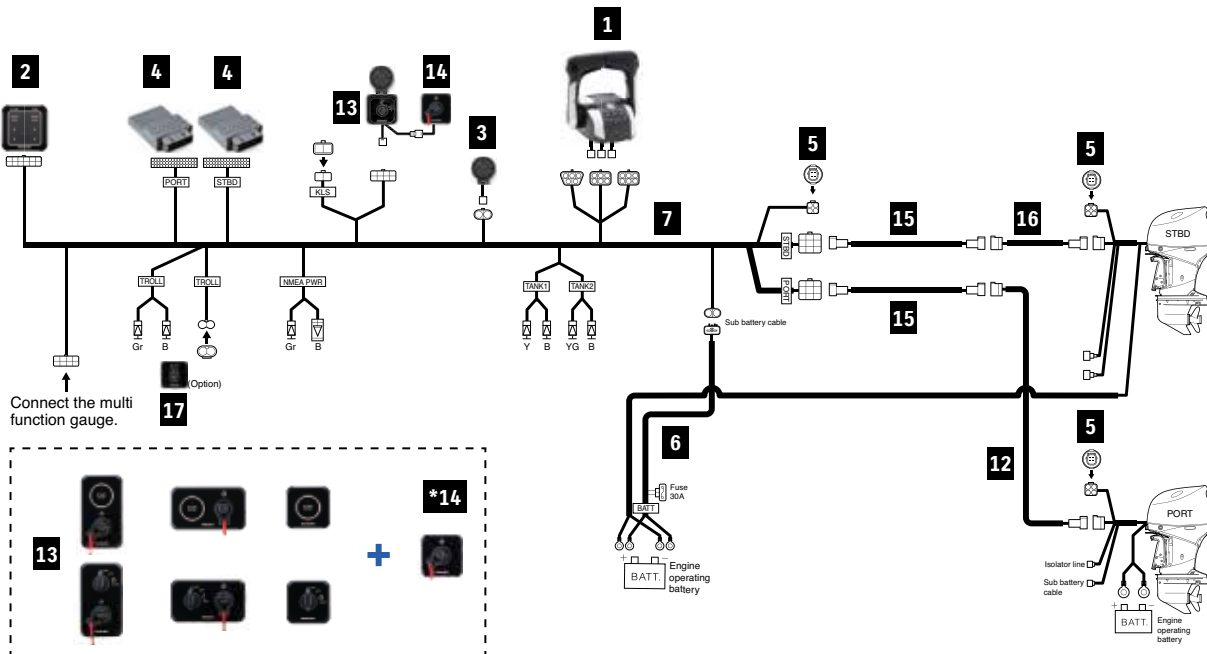 1
2
4
4
13
14
3
5
5
PORT
STBD
KLS
7
15
16
STBD
STBD
PORT
15
TROLL
TROLL
NMEA PWR
TANK1
TANK2
Sub battery cable
Gr
B
Gr
B
Y
B
YG
B
(Option)
17
Connect the multi
function gauge.
6
Fuse
30A
BATT
+
−
BATT.
Engine
operating
battery
12
5
PORT
Isolator line
Sub battery
cable
+
−
BATT.
Engine
operating
battery
13
+
*14